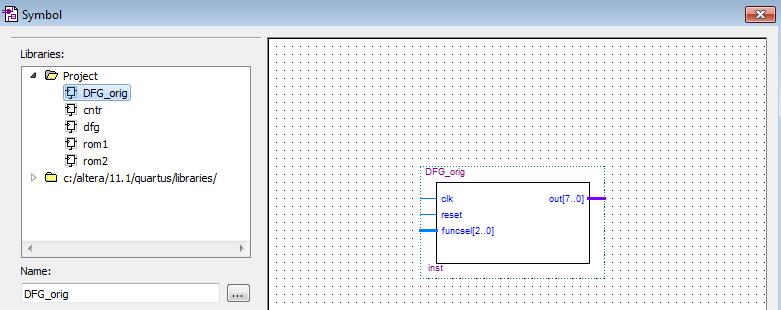 Symbol
Libraries:
Project
DFG_orig
cntr
dfg
rom1
rom2
c:/altera/11.1/quartus/libraries/
Name:
DFG_orig
...
DFG_orig
clk
out[7..0]
reset
funcsel[2..0]
inst